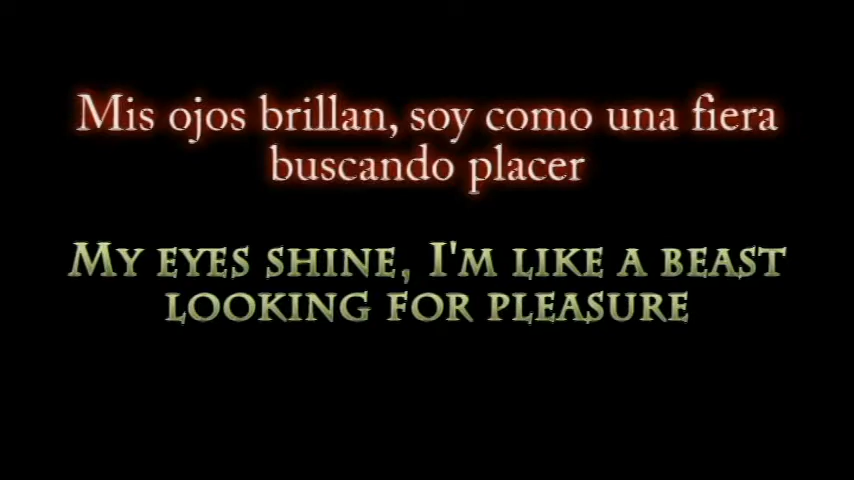 Mis ojos brillan, soy como una fiera
buscando placer
MY EYES SHINE, I'M LIKE A BEAST
LOOKING FOR PLEASURE